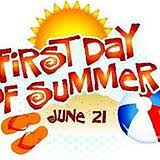 FIRST DAY
OF SUMMER
JUNE 21